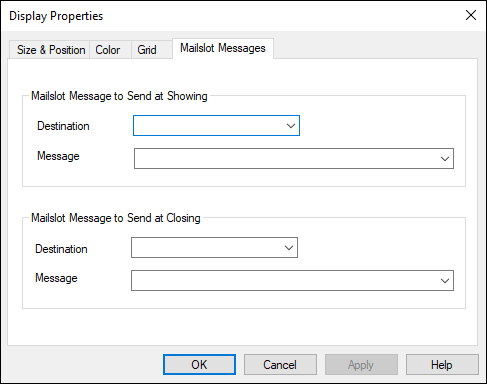 Display Properties
Size & Position Color Grid Mailslot Messages
Mailslot Message to Send at Showing
Destination
Message
Mailslot Message to Send at Closing
Destination
Message
OK Cancel Apply Help